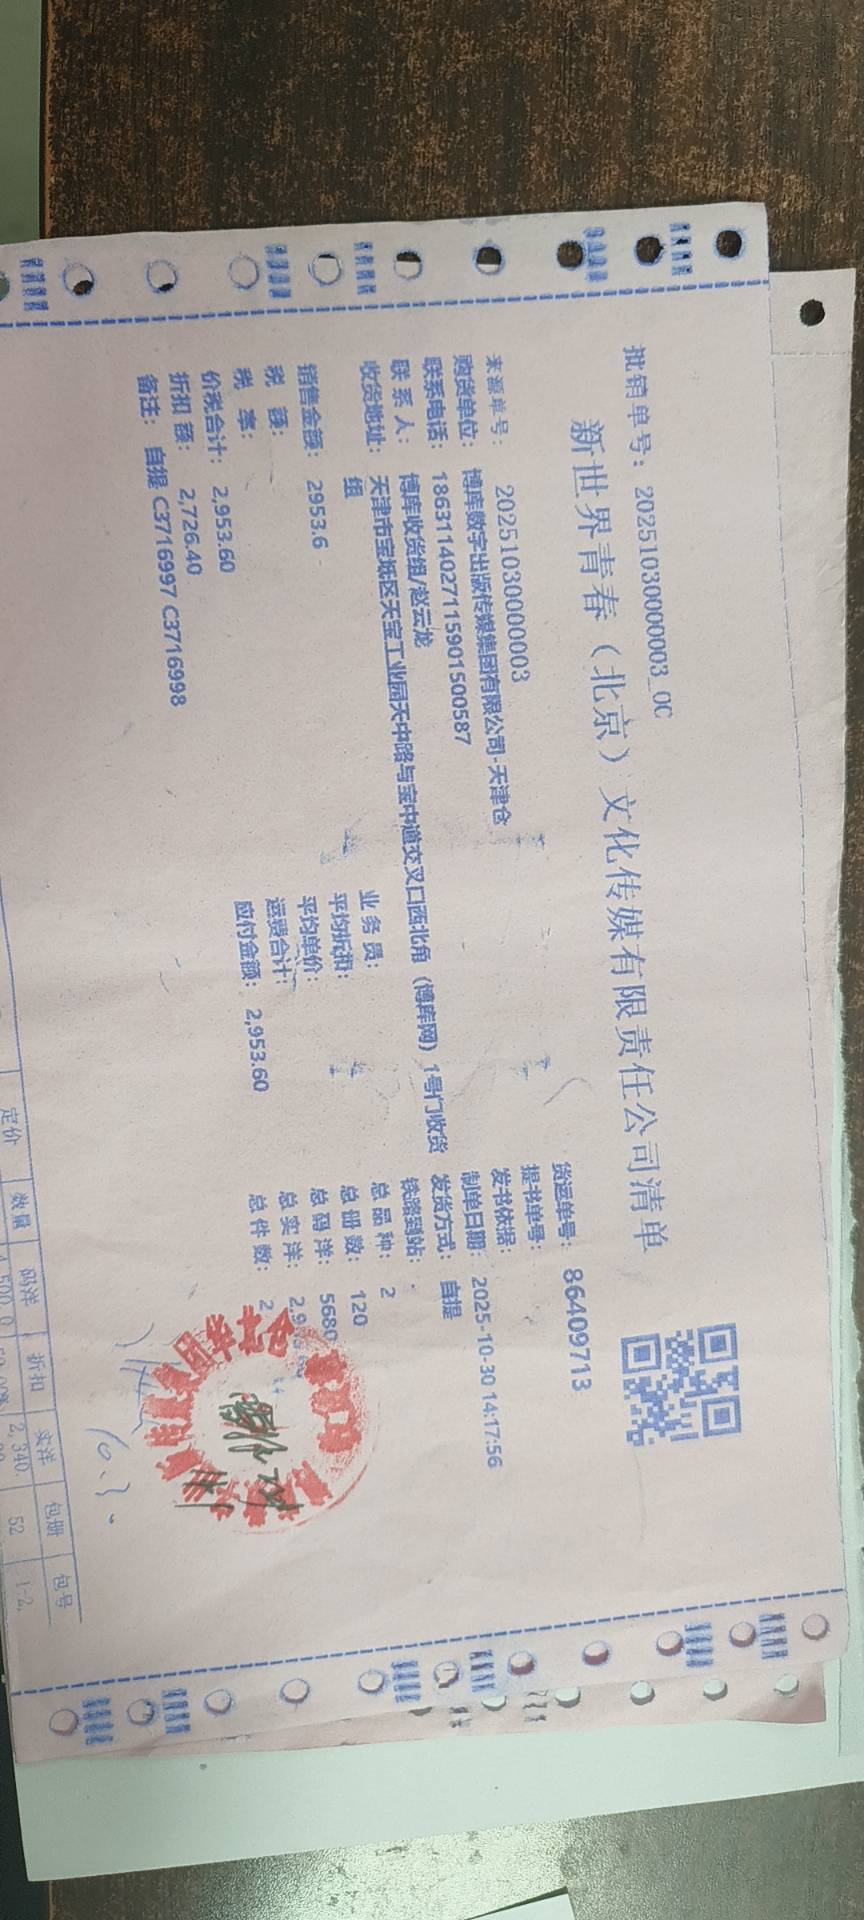 批销单号： 20251030000003_0C
新世界青春（北京）文化传媒有限责任公司清单
货运单号： 86409713
提书单号：
来源单号： 20251030000003
发书依据：
购货单位： 博库数字出版传媒集团有限公司-天津仓
制单日期： 2025-10-30 14:17:56
联系电话： 18631140271 15901500587
发货方式： 自提
联 系 人： 博库收货组/赵云龙
铁路到站：
收货地址： 天津市宝坻区天宝工业园天中路与宝中道交叉口西北角（博库网）1号门收货
组
业 务 员：
总 品 种： 2
平均折扣：
总 册 数： 120
销售金额： 2953.6
平均单价：
总 码 洋： 5680
税 额：
运费合计：
总 实 洋： 2,9
税 率：
应付金额： 2,953.60
总 件 数： 2
价税合计： 2,953.60
折扣 额： 2,726.40
备注： 自提 C3716997 C3716998
定价 数量 码洋 折扣 实洋 包册 包号
2,340. 52 1-2,